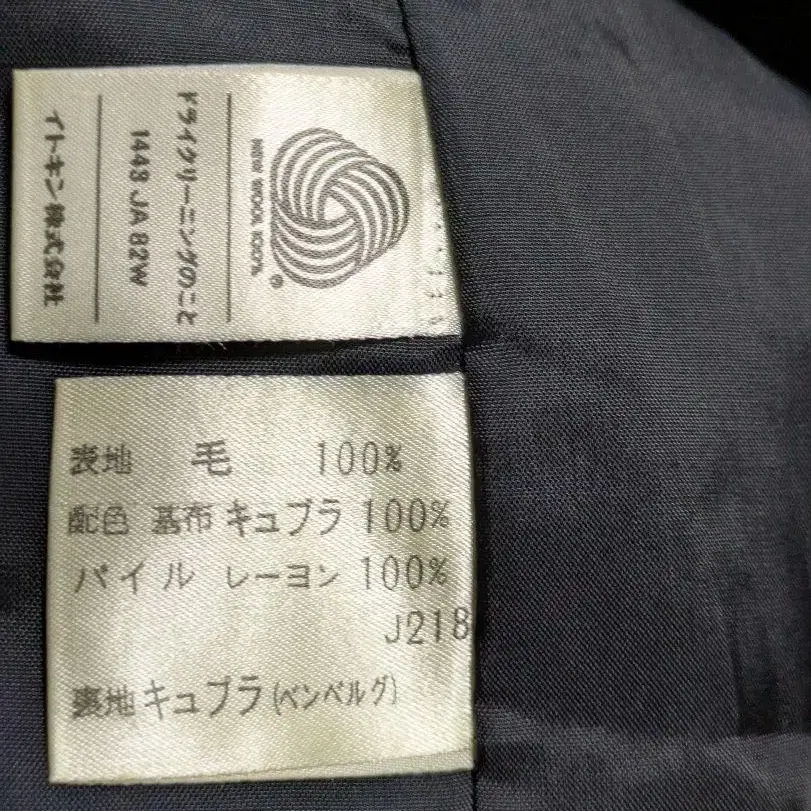 NEW WOOL 100%
®
ドライクリーニングのこと
1443 JA 82W
イトキン株式会社
表地 毛 100%
配色 基布 キュプラ 100%
パイル レーヨン 100%
J218
裏地 キュプラ (ベンベルグ)